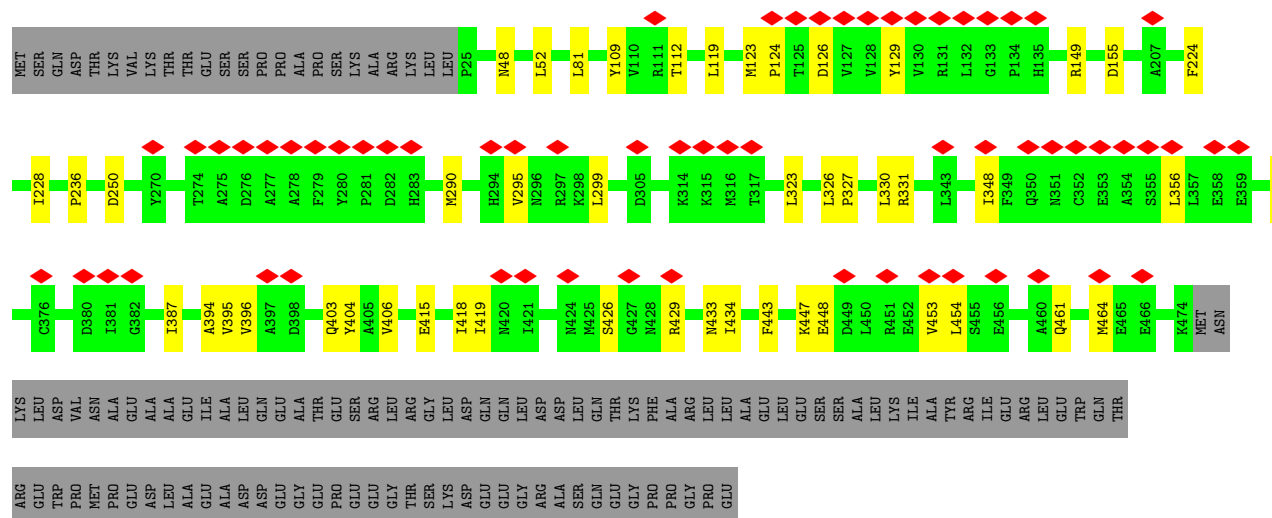 MET SER GLN ASP THR LYS VAL LYS THR THR GLU SER SER PRO PRO ALA PRO SER LYS ALA ARG LYS LEU LEU P25 N48 L52 L81 Y109 V110 R111 T112 L119 M123 P124 T125 D126 V127 V128 Y129 V130 R131 L132 G133 P134 H135 R149 D155 A207 F224
I228 P236 D250 Y270 T274 A275 D276 A277 A278 F279 Y280 P281 D282 H283 M290 H294 V295 N296 R297 K298 L299 D305 K314 K315 M316 T317 L323 L326 P327 L330 R331 L343 I348 F349 Q350 N351 C352 E353 A354 S355 L356 L357 E358 E359
C376 D380 I381 G382 I387 A394 V395 V396 A397 D398 Q403 Y404 A405 V406 E415 I418 I419 N420 I421 N424 M425 S426 G427 N428 R429 N433 I434 F443 K447 E448 D449 L450 R451 E452 V453 L454 S455 E456 A460 Q461 M464 E465 E466 K474 MET ASN
LYS LEU ASP VAL ASN ALA GLU ALA ALA GLU ILE ALA LEU GLN GLU ALA THR GLU SER ARG LEU ARG GLY LEU ASP GLN GLN LEU ASP ASP LEU GLN THR LYS PHE ALA ARG LEU LEU ALA GLU LEU GLU SER SER ALA LEU LYS ILE ALA TYR ARG ILE GLU ARG LEU GLU TRP GLN THR
ARG GLU TRP PRO MET PRO GLU ASP LEU ALA GLU ALA ASP ASP GLU GLY GLU PRO GLU GLU GLY THR SER LYS ASP GLU GLU GLY ARG ALA SER GLN GLU GLY PRO PRO GLY PRO GLU